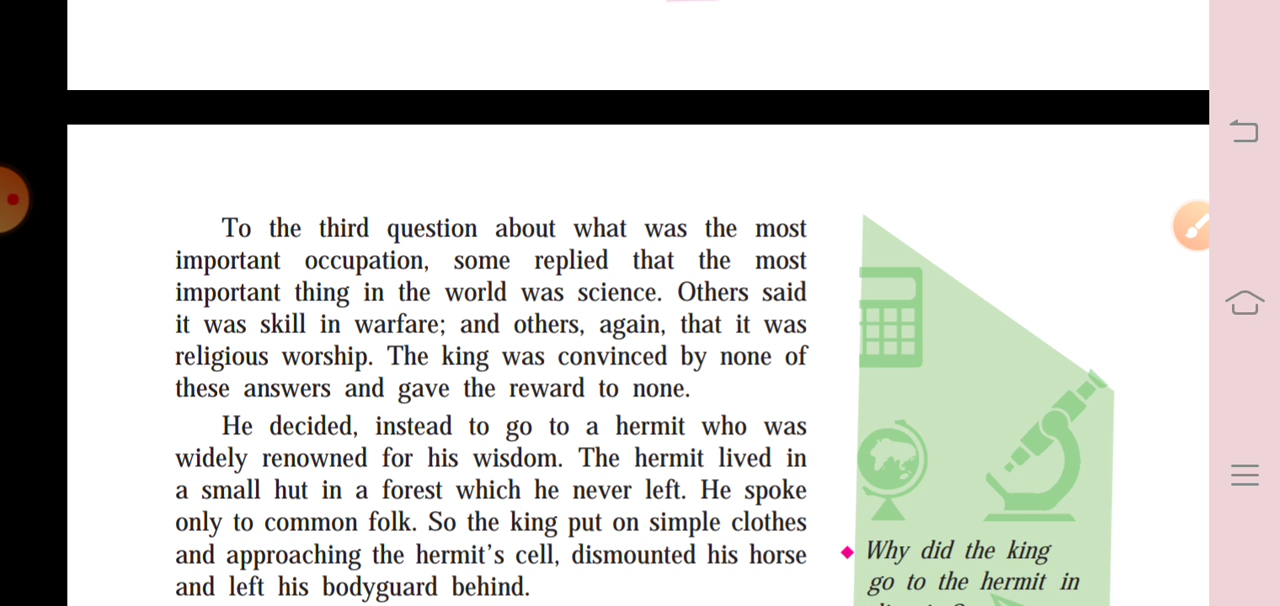 To the third question about what was the most
important occupation, some replied that the most
important thing in the world was science. Others said
it was skill in warfare; and others, again, that it was
religious worship. The king was convinced by none of
these answers and gave the reward to none.
He decided, instead to go to a hermit who was
widely renowned for his wisdom. The hermit lived in
a small hut in a forest which he never left. He spoke
only to common folk. So the king put on simple clothes
and approaching the hermit's cell, dismounted his horse
and left his bodyguard behind.
Why did the king
go to the hermit in